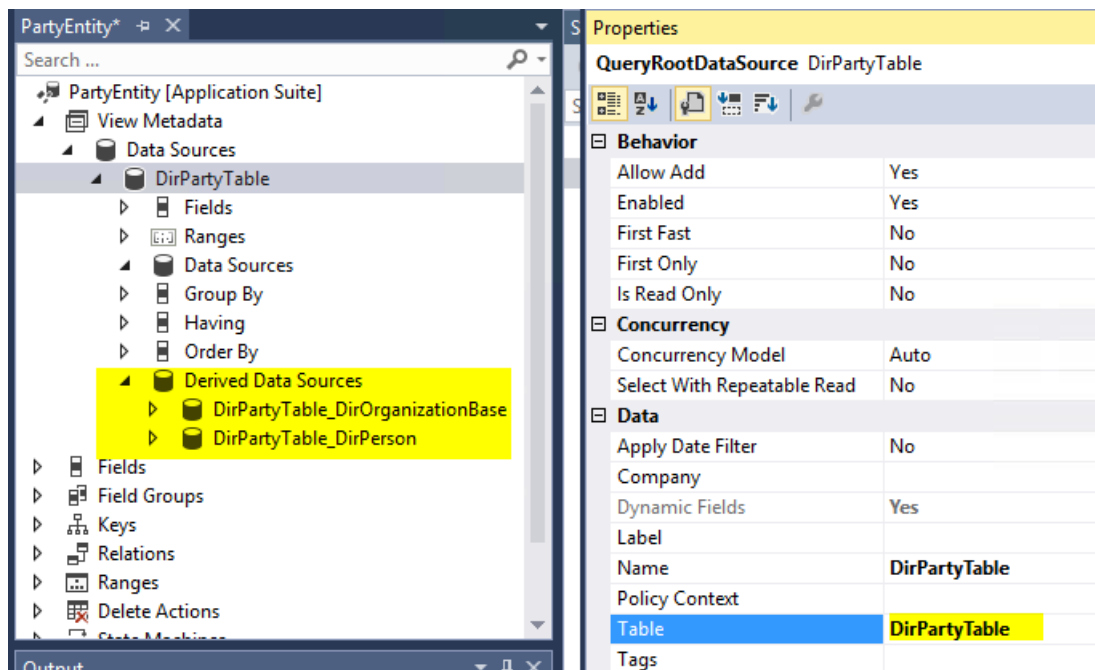 PartyEntity*
Search ...
PartyEntity [Application Suite]
View Metadata
Data Sources
DirPartyTable
Fields
Ranges
Data Sources
Group By
Having
Order By
Derived Data Sources
DirPartyTable_DirOrganizationBase
DirPartyTable_DirPerson
Fields
Field Groups
Keys
Relations
Ranges
Delete Actions
State Machines
Output
Properties
QueryRootDataSource DirPartyTable
Behavior
Allow Add Yes
Enabled Yes
First Fast No
First Only No
Is Read Only No
Concurrency
Concurrency Model Auto
Select With Repeatable Read No
Data
Apply Date Filter No
Company
Dynamic Fields Yes
Label
Name DirPartyTable
Policy Context
Table DirPartyTable
Tags